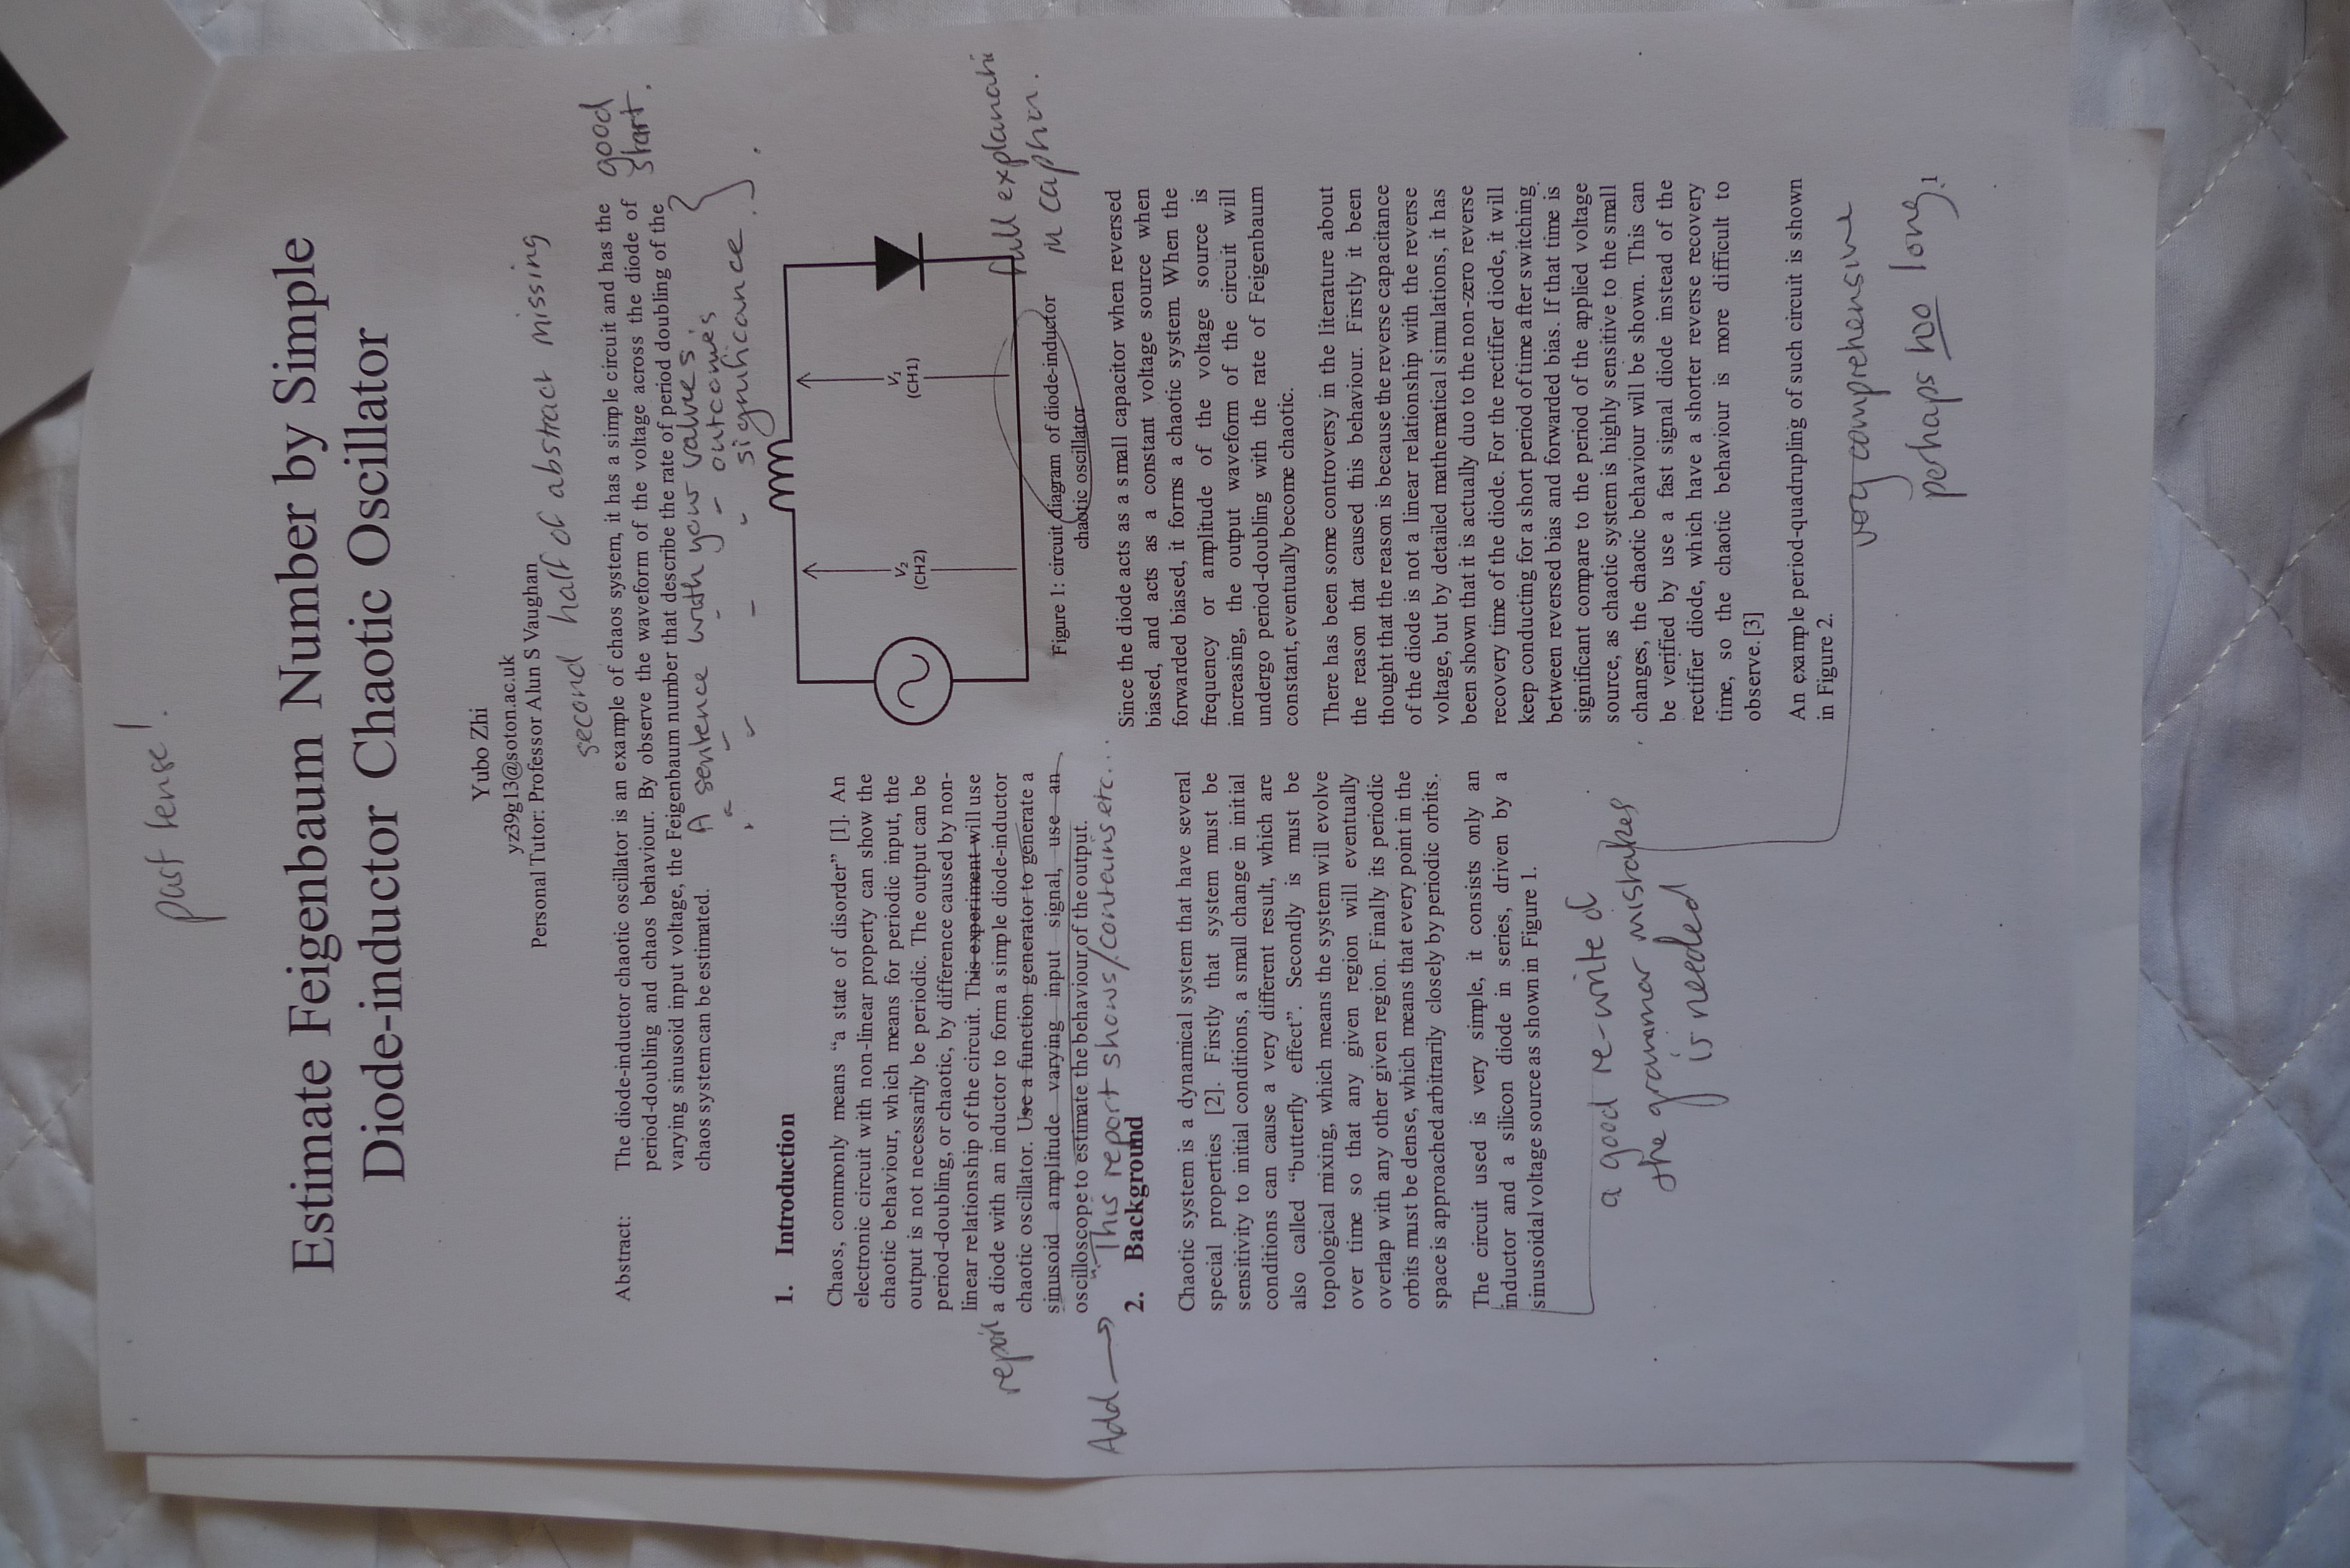 past tense!
Estimate Feigenbaum Number by Simple
Diode-inductor Chaotic Oscillator
Yubo Zhi
yz39g13@soton.ac.uk
Personal Tutor: Professor Alun S Vaughan
second half of abstract missing
Abstract: The diode-inductor chaotic oscillator is an example of chaos system, it has a simple circuit and has the
period-doubling and chaos behaviour. By observe the waveform of the voltage across the diode of
varying sinusoid input voltage, the Feigenbaum number that describe the rate of period doubling of the
chaos system can be estimated.
good
start.
A sentence with your values.
outcomes
significance
1. Introduction
Chaos, commonly means “a state of disorder” [1]. An
electronic circuit with non-linear property can show the
chaotic behaviour, which means for periodic input, the
output is not necessarily be periodic. The output can be
period-doubling, or chaotic, by difference caused by non-
linear relationship of the circuit. This experiment will use
a diode with an inductor to form a simple diode-inductor
chaotic oscillator. Use a function generator to generate a
sinusoid amplitude varying input signal, use an
oscilloscope to estimate the behaviour of the output.
report
Add → "This report shows/contains etc...
2. Background
Chaotic system is a dynamical system that have several
special properties [2]. Firstly that system must be
sensitivity to initial conditions, a small change in initial
conditions can cause a very different result, which are
also called “butterfly effect”. Secondly is must be
topological mixing, which means the system will evolve
over time so that any given region will eventually
overlap with any other given region. Finally its periodic
orbits must be dense, which means that every point in the
space is approached arbitrarily closely by periodic orbits.
The circuit used is very simple, it consists only an
inductor and a silicon diode in series, driven by a
sinusoidal voltage source as shown in Figure 1.
a good re-write of
the grammar mistakes
is needed
V2
(CH2)
V1
(CH1)
Figure 1: circuit diagram of diode-inductor
chaotic oscillator
full explanati
in caption.
Since the diode acts as a small capacitor when reversed
biased, and acts as a constant voltage source when
forwarded biased, it forms a chaotic system. When the
frequency or amplitude of the voltage source is
increasing, the output waveform of the circuit will
undergo period-doubling with the rate of Feigenbaum
constant, eventually become chaotic.
There has been some controversy in the literature about
the reason that caused this behaviour. Firstly it been
thought that the reason is because the reverse capacitance
of the diode is not a linear relationship with the reverse
voltage, but by detailed mathematical simulations, it has
been shown that it is actually duo to the non-zero reverse
recovery time of the diode. For the rectifier diode, it will
keep conducting for a short period of time after switching
between reversed bias and forwarded bias. If that time is
significant compare to the period of the applied voltage
source, as chaotic system is highly sensitive to the small
changes, the chaotic behaviour will be shown. This can
be verified by use a fast signal diode instead of the
rectifier diode, which have a shorter reverse recovery
time, so the chaotic behaviour is more difficult to
observe. [3]
An example period-quadrupling of such circuit is shown
in Figure 2.
very comprehensive
perhaps too long.
1